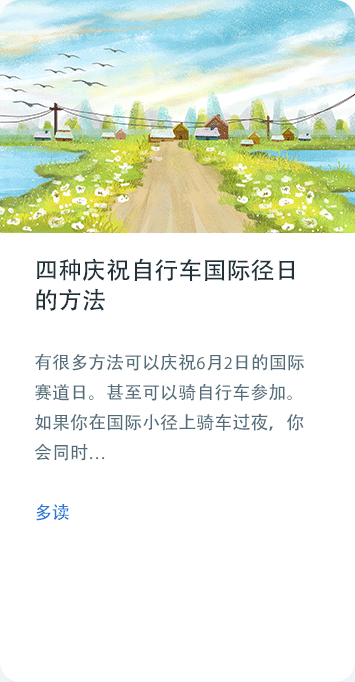 四种庆祝自行车国际径日
的方法
有很多方法可以庆祝6月2日的国际
赛道日。甚至可以骑自行车参加。
如果你在国际小径上骑车过夜，你
会同时...
多读